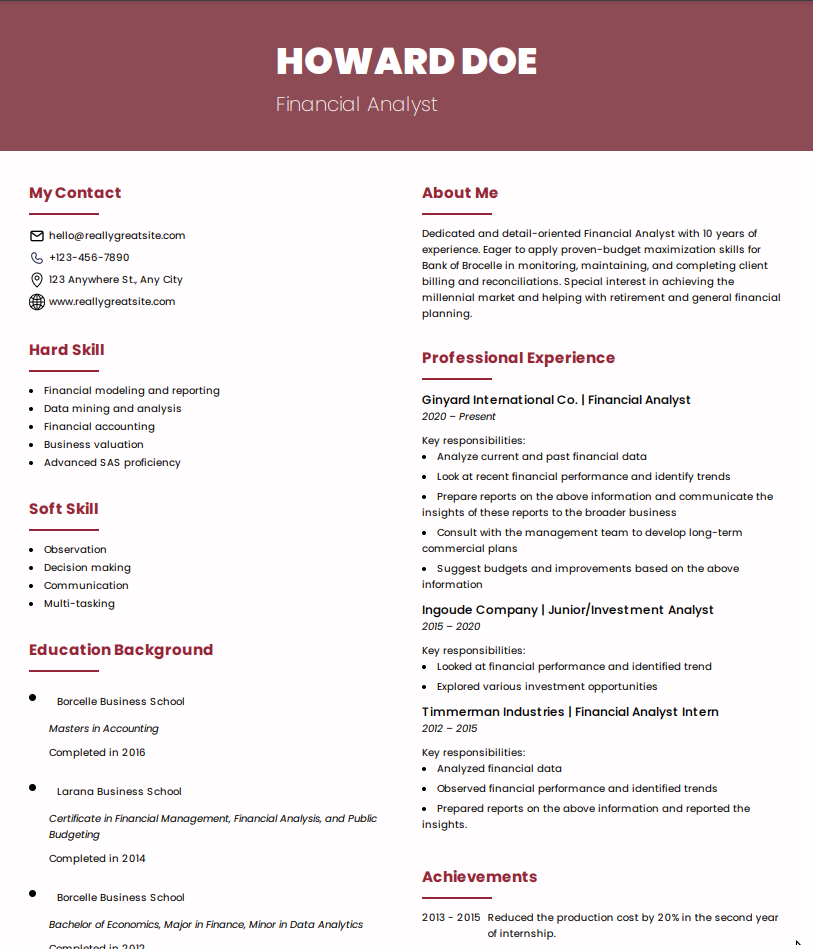 HOWARD DOE
Financial Analyst
My Contact
hello@reallygreatsite.com
+123-456-7890
123 Anywhere St., Any City
www.reallygreatsite.com
Hard Skill
• Financial modeling and reporting
• Data mining and analysis
• Financial accounting
• Business valuation
• Advanced SAS proficiency
Soft Skill
• Observation
• Decision making
• Communication
• Multi-tasking
Education Background
• Borcelle Business School
Masters in Accounting
Completed in 2016
• Larana Business School
Certificate in Financial Management, Financial Analysis, and Public
Budgeting
Completed in 2014
• Borcelle Business School
Bachelor of Economics, Major in Finance, Minor in Data Analytics
Completed in 2012
About Me
Dedicated and detail-oriented Financial Analyst with 10 years of
experience. Eager to apply proven-budget maximization skills for
Bank of Brocelle in monitoring, maintaining, and completing client
billing and reconciliations. Special interest in achieving the
millennial market and helping with retirement and general financial
planning.
Professional Experience
Ginyard International Co. | Financial Analyst
2020 – Present
Key responsibilities:
• Analyze current and past financial data
• Look at recent financial performance and identify trends
• Prepare reports on the above information and communicate the
insights of these reports to the broader business
• Consult with the management team to develop long-term
commercial plans
• Suggest budgets and improvements based on the above
information
Ingoude Company | Junior/Investment Analyst
2015 – 2020
Key responsibilities:
• Looked at financial performance and identified trend
• Explored various investment opportunities
Timmerman Industries | Financial Analyst Intern
2012 – 2015
Key responsibilities:
• Analyzed financial data
• Observed financial performance and identified trends
• Prepared reports on the above information and reported the
insights.
Achievements
2013 - 2015 Reduced the production cost by 20% in the second year
of internship.